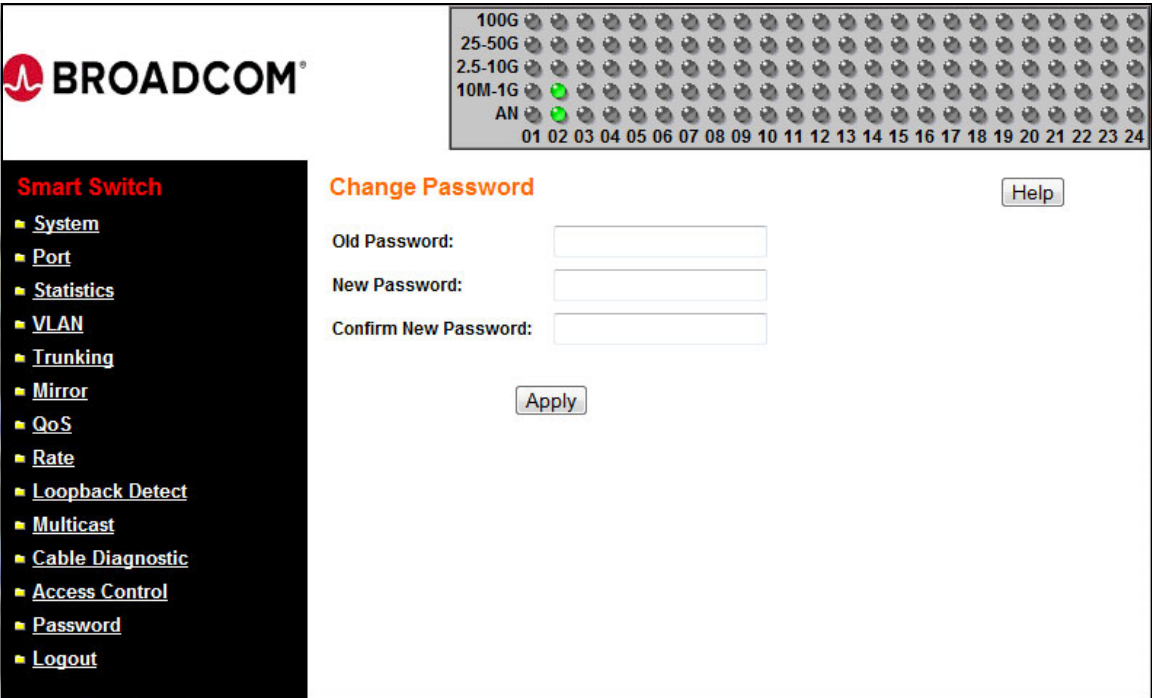 BROADCOM®
100G
25-50G
2.5-10G
10M-1G
AN
01 02 03 04 05 06 07 08 09 10 11 12 13 14 15 16 17 18 19 20 21 22 23 24
Smart Switch
System
Port
Statistics
VLAN
Trunking
Mirror
QoS
Rate
Loopback Detect
Multicast
Cable Diagnostic
Access Control
Password
Logout
Change Password
Help
Old Password:
New Password:
Confirm New Password:
Apply